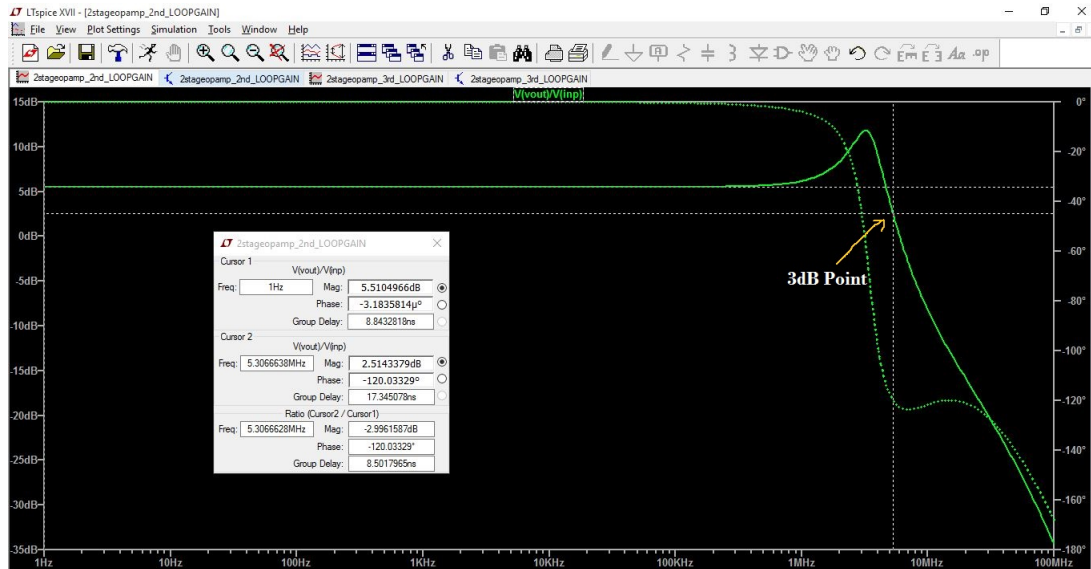 LTspice XVII - [2stageopamp_2nd_LOOPGAIN]
File View Plot Settings Simulation Tools Window Help
2stageopamp_2nd_LOOPGAIN 2stageopamp_2nd_LOOPGAIN 2stageopamp_3rd_LOOPGAIN 2stageopamp_3rd_LOOPGAIN
V(vout)/V(inp)
15dB 0°
10dB -20°
5dB -40°
0dB -60°
-5dB -80°
-10dB -100°
-15dB -120°
-20dB -140°
-25dB -160°
-30dB -180°
-35dB
3dB Point
2stageopamp_2nd_LOOPGAIN
Cursor 1
V(vout)/V(inp)
Freq: 1Hz Mag: 5.5104966dB
Phase: -3.1835814µ°
Group Delay: 8.8432818ns
Cursor 2
V(vout)/V(inp)
Freq: 5.3066638MHz Mag: 2.5143379dB
Phase: -120.03329°
Group Delay: 17.345078ns
Ratio (Cursor2 / Cursor1)
Freq: 5.3066628MHz Mag: -2.9961587dB
Phase: -120.03329°
Group Delay: 8.5017965ns
1Hz 10Hz 100Hz 1KHz 10KHz 100KHz 1MHz 10MHz 100MHz